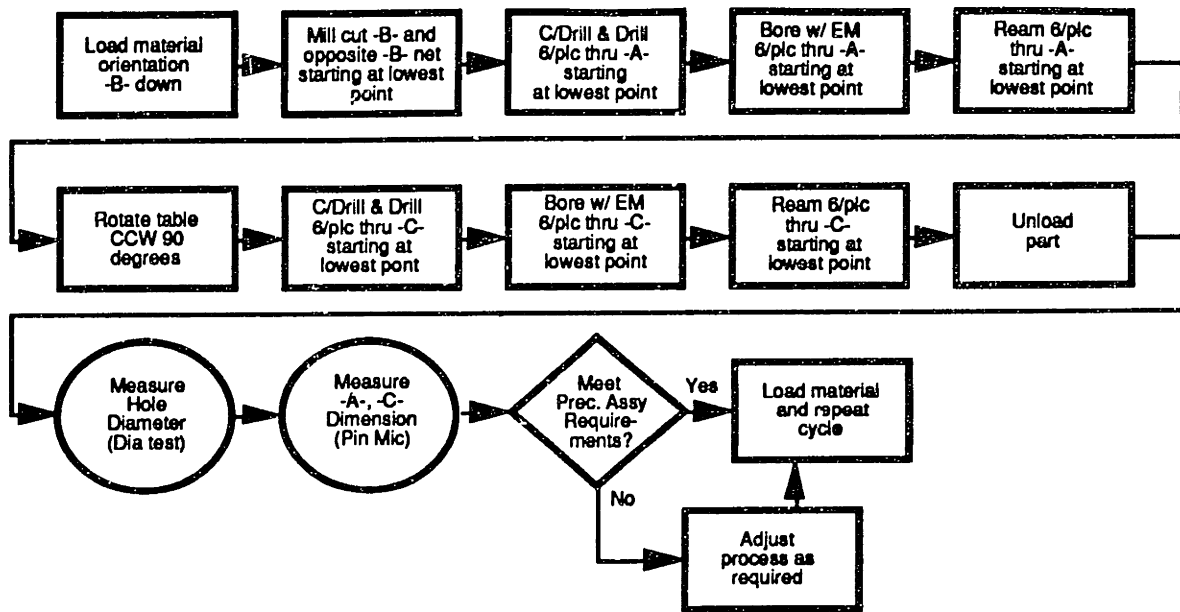 Load material
orientation
-B- down
Mill cut -B- and
opposite -B- net
starting at lowest
point
C/Drill & Drill
6/plc thru -A-
starting
at lowest point
Bore w/ EM
6/plc thru -A-
starting at
lowest point
Ream 6/plc
thru -A-
starting at
lowest point
Rotate table
CCW 90
degrees
C/Drill & Drill
6/plc thru -C-
starting at
lowest pont
Bore w/ EM
6/plc thru -C-
starting at
lowest point
Ream 6/plc
thru -C-
starting at
lowest point
Unload
part
Measure
Hole
Diameter
(Dia test)
Measure
-A-, -C-
Dimension
(Pin Mic)
Meet
Prec. Assy
Require-
ments?
Yes
Load material
and repeat
cycle
No
Adjust
process as
required